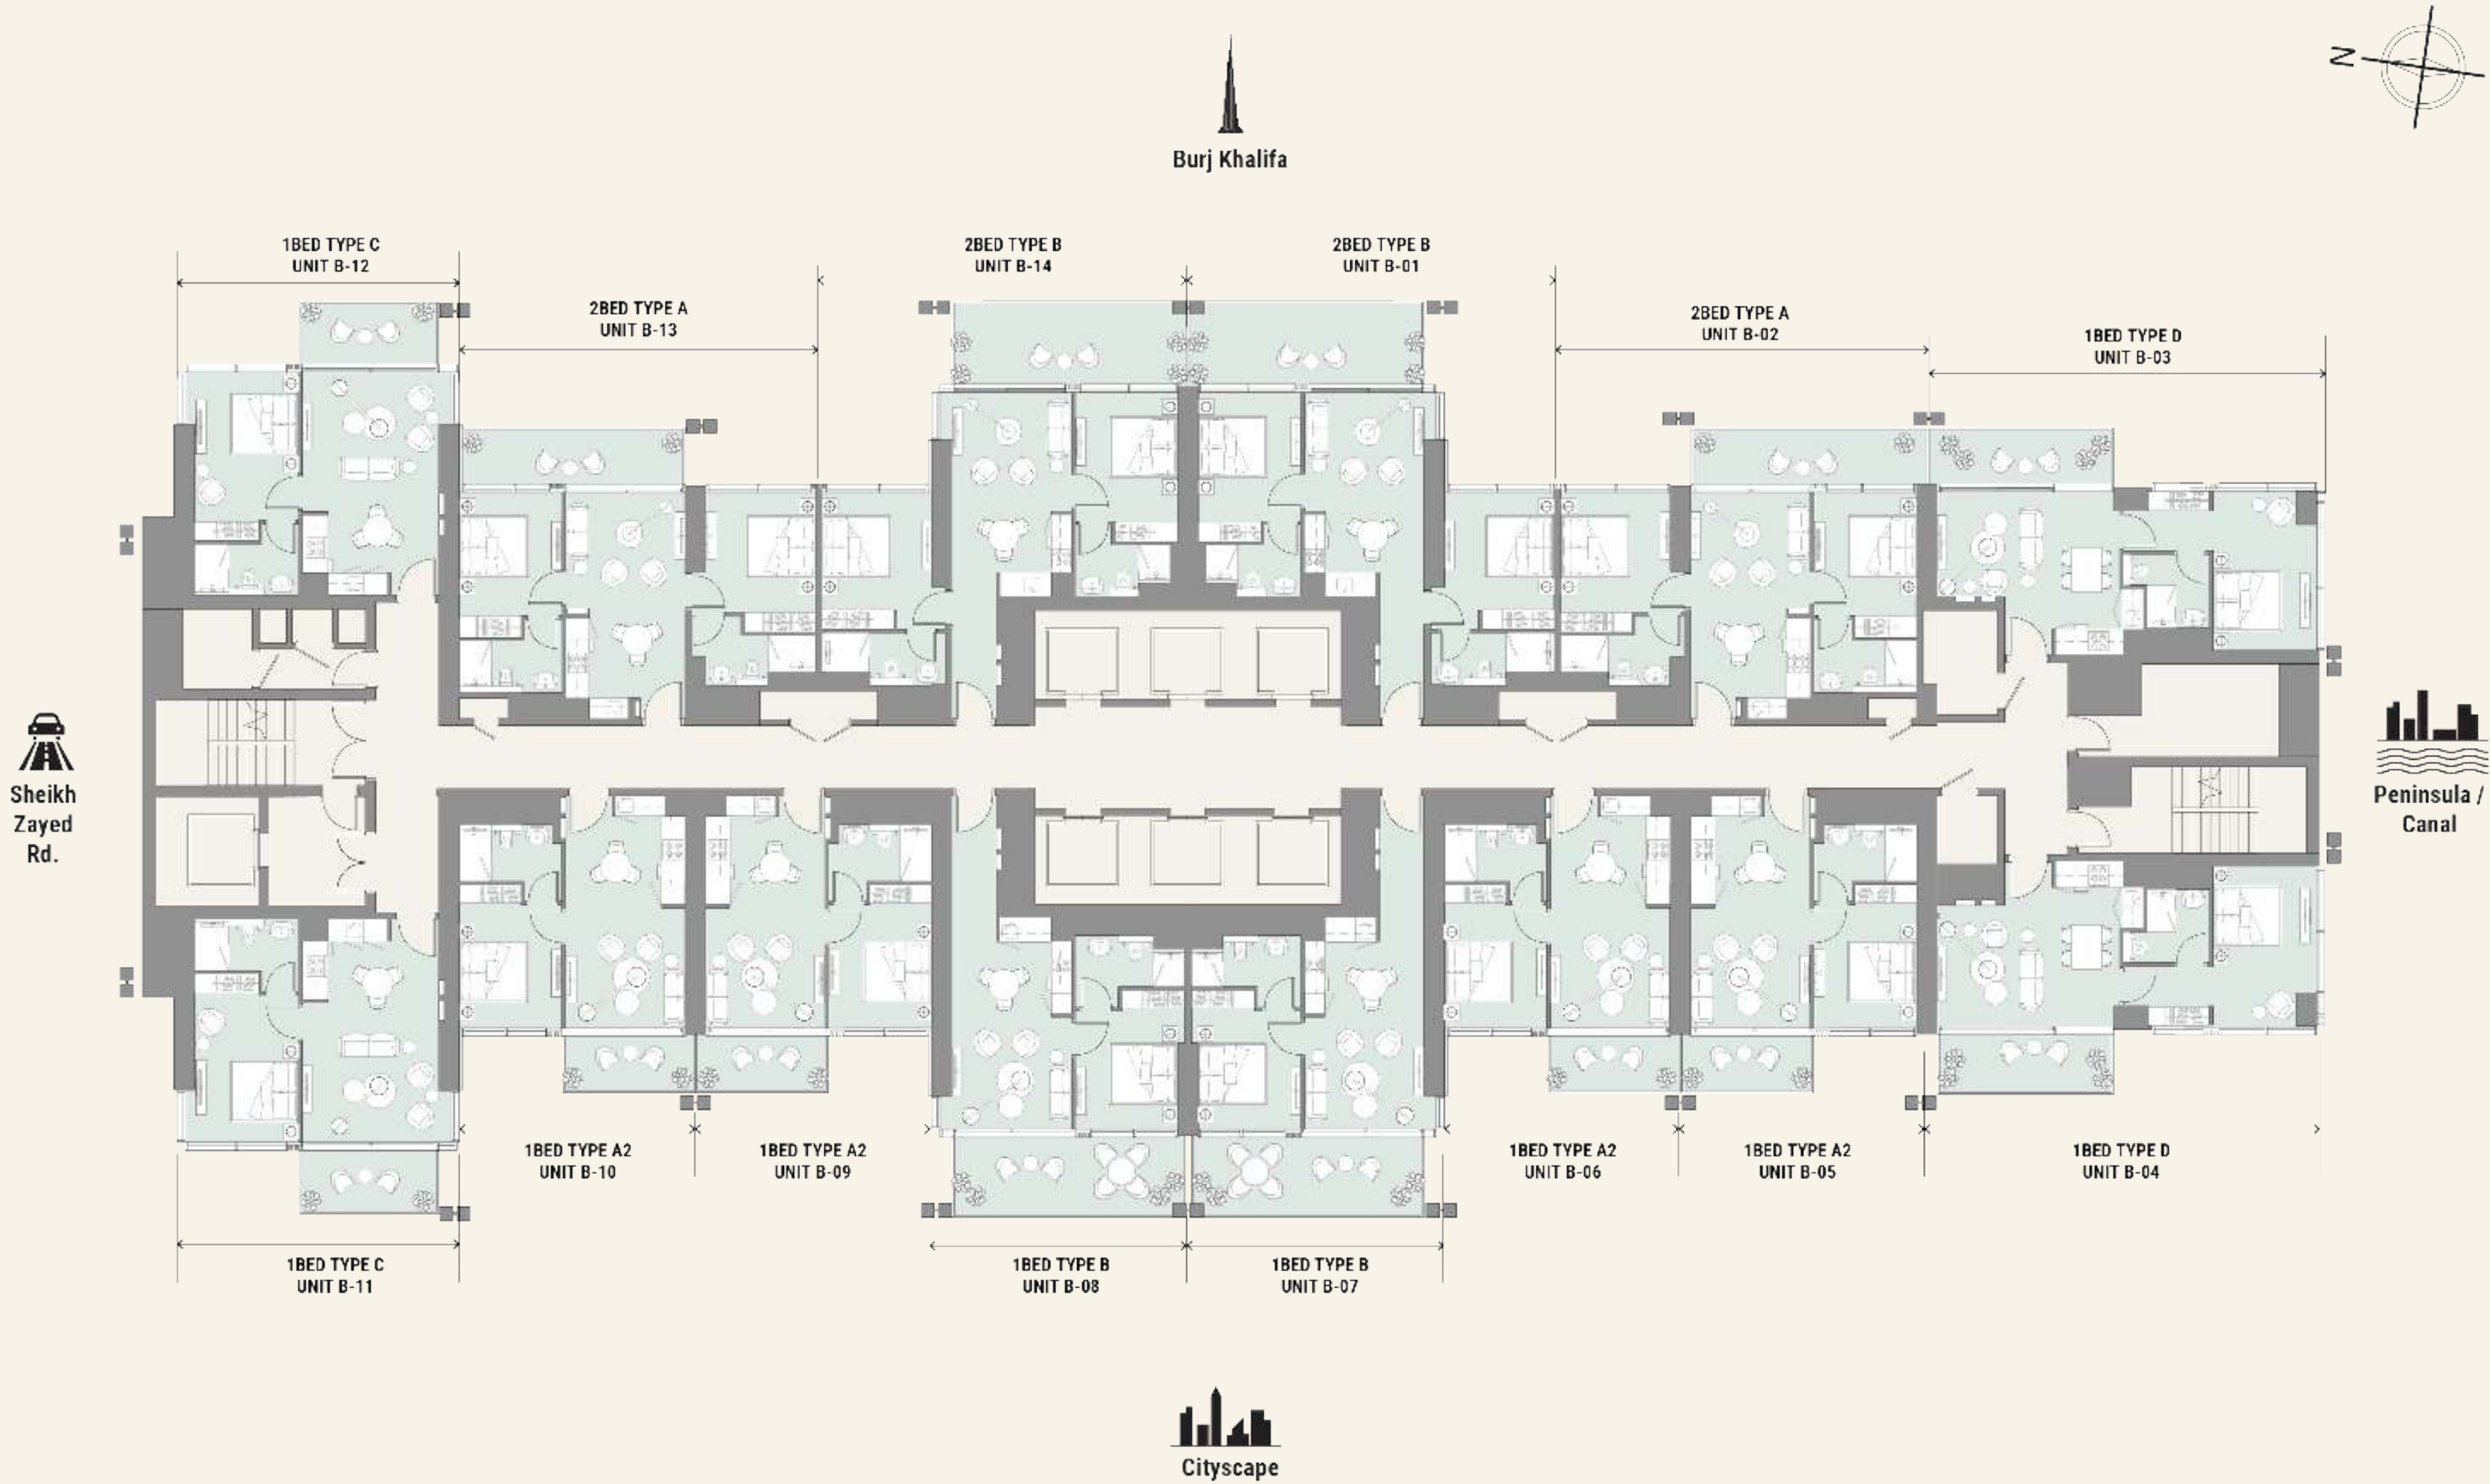 N
Burj Khalifa
1BED TYPE C
UNIT B-12
2BED TYPE A
UNIT B-13
2BED TYPE B
UNIT B-14
2BED TYPE B
UNIT B-01
2BED TYPE A
UNIT B-02
1BED TYPE D
UNIT B-03
Sheikh
Zayed
Rd.
Peninsula /
Canal
1BED TYPE C
UNIT B-11
1BED TYPE A2
UNIT B-10
1BED TYPE A2
UNIT B-09
1BED TYPE B
UNIT B-08
1BED TYPE B
UNIT B-07
1BED TYPE A2
UNIT B-06
1BED TYPE A2
UNIT B-05
1BED TYPE D
UNIT B-04
Cityscape